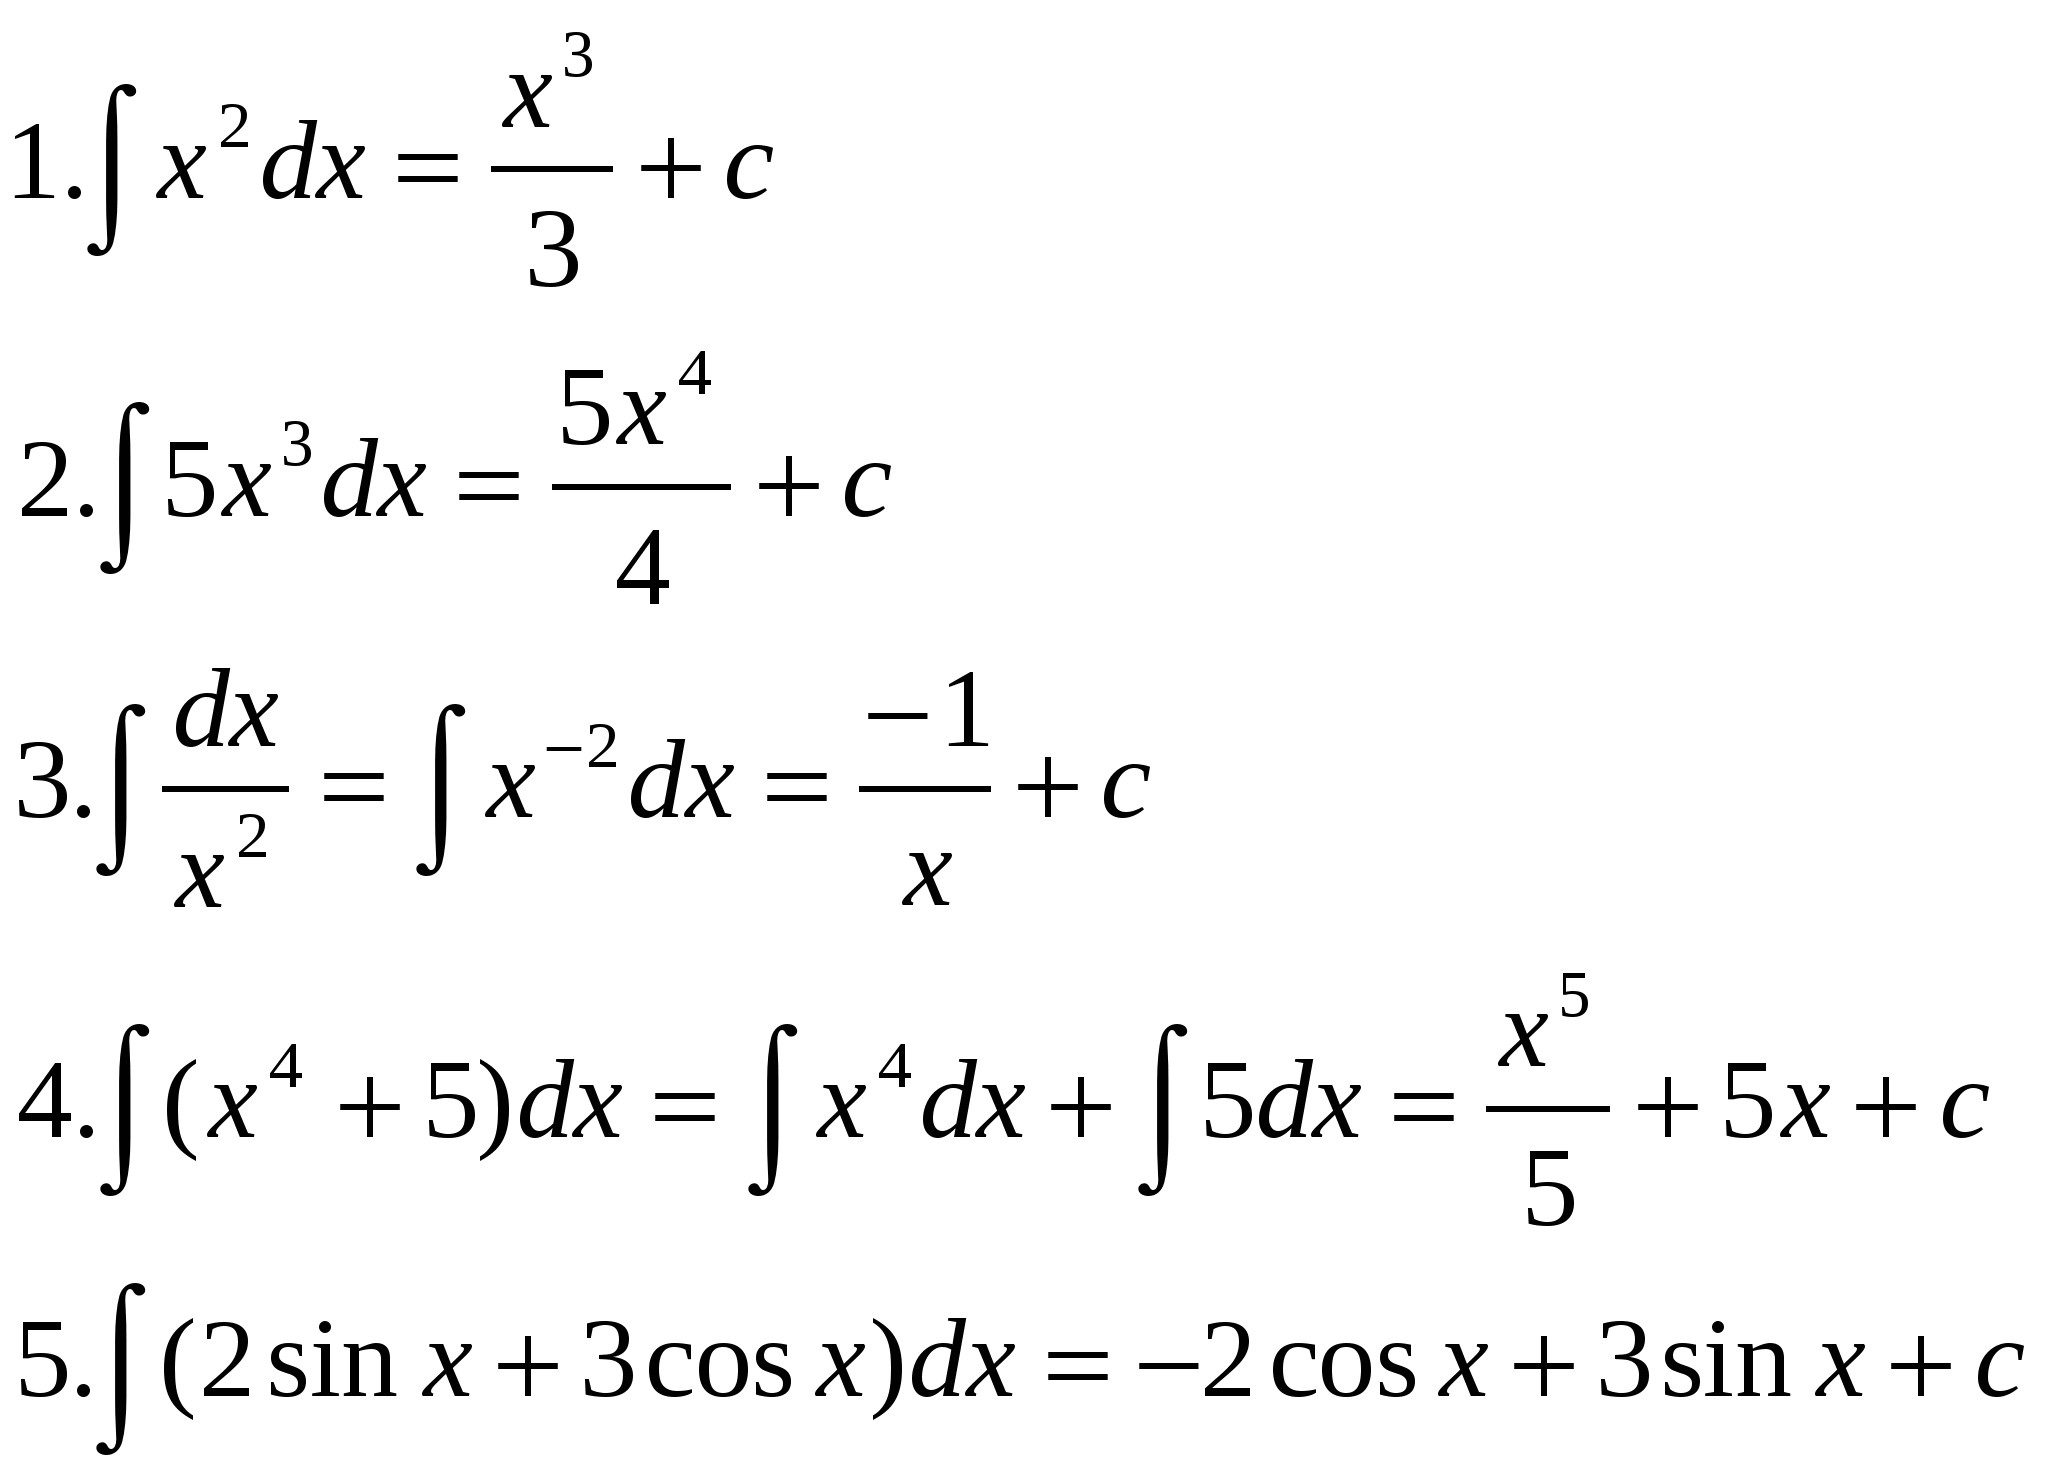 1.∫x²dx = x³/3 + c
2.∫5x³dx = 5x⁴/4 + c
3.∫dx/x² = ∫x⁻²dx = −1/x + c
4.∫(x⁴ + 5)dx = ∫x⁴dx + ∫5dx = x⁵/5 + 5x + c
5.∫(2sin x + 3cos x)dx = −2cos x + 3sin x + c